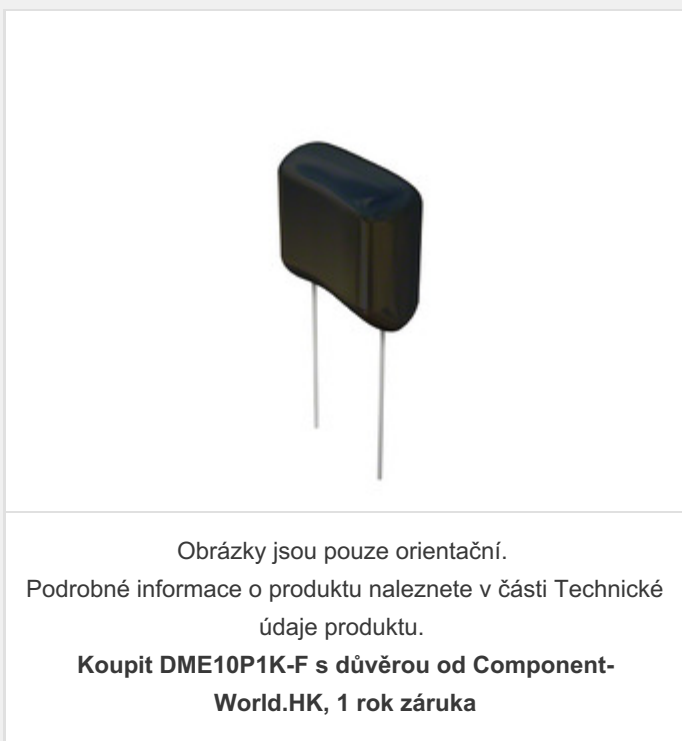 Obrázky jsou pouze orientační.
Podrobné informace o produktu naleznete v části Technické
údaje produktu.
Koupit DME10P1K-F s důvěrou od Component-
World.HK, 1 rok záruka